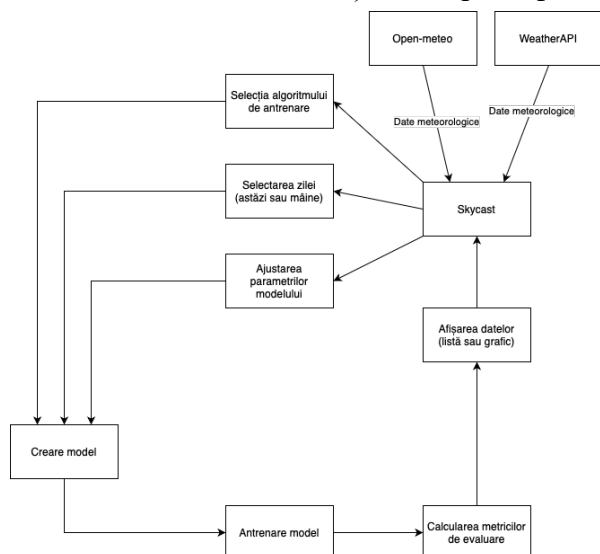 Open-meteo
WeatherAPI
Selecția algoritmului
de antrenare
Date meteorologice
Date meteorologice
Selectarea zilei
(astăzi sau mâine)
Skycast
Ajustarea
parametrilor
modelului
Afișarea datelor
(listă sau grafic)
Creare model
Antrenare model
Calcularea metricilor
de evaluare